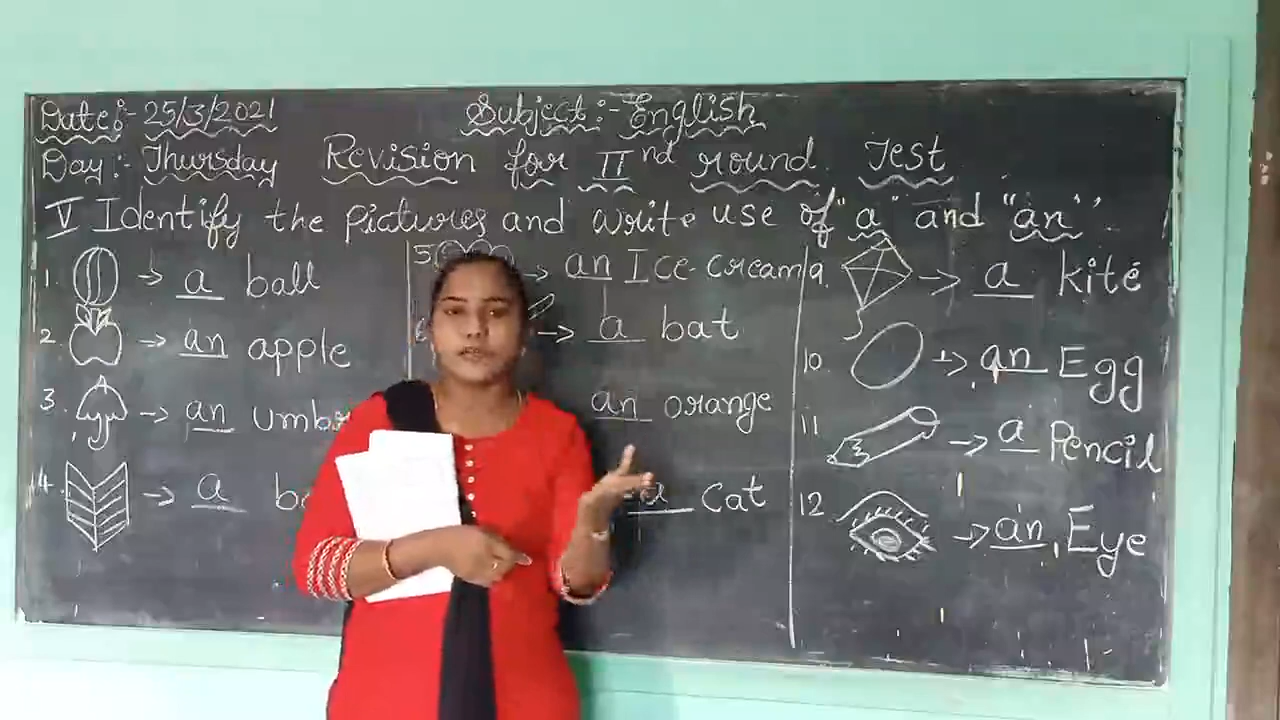 Date:- 25/3/2021
Subject:- English
Day:- Thursday
Revision for IInd round Test
V Identify the pictures and write use of "a" and "an"
1. → a ball
2. → an apple
3. → an
4. → a
5 → an Ice-cream
→ a bat
an orange
a cat
9. → a kite
10. → an Egg
11 → a Pencil
12 → an Eye